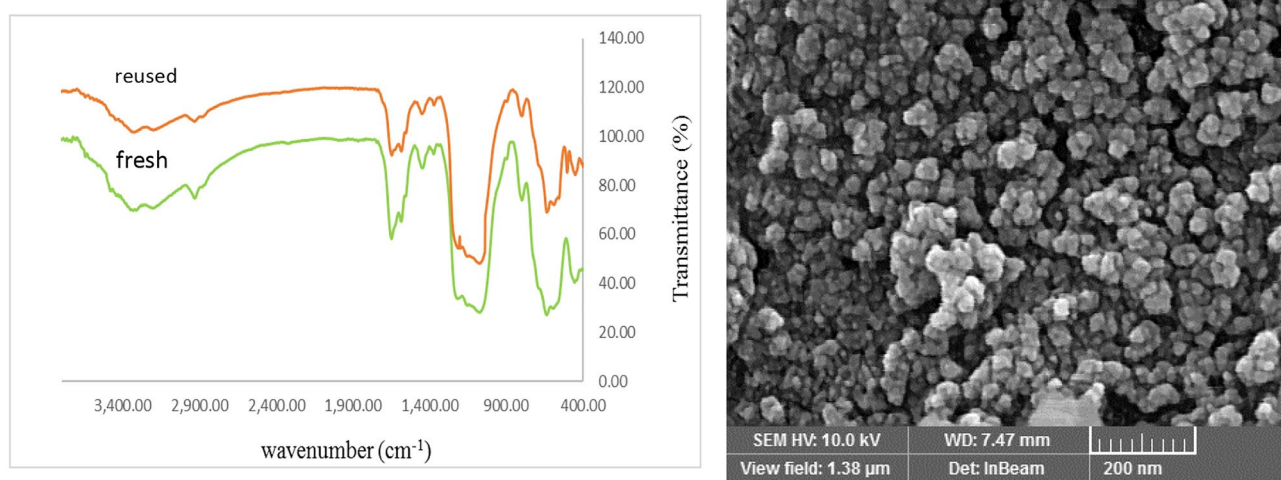 140.00
120.00
100.00
80.00
60.00
40.00
20.00
0.00
Transmittance (%)
reused
fresh
3,400.00 2,900.00 2,400.00 1,900.00 1,400.00 900.00 400.00
wavenumber (cm⁻¹)
SEM HV: 10.0 kV WD: 7.47 mm
View field: 1.38 µm Det: InBeam 200 nm